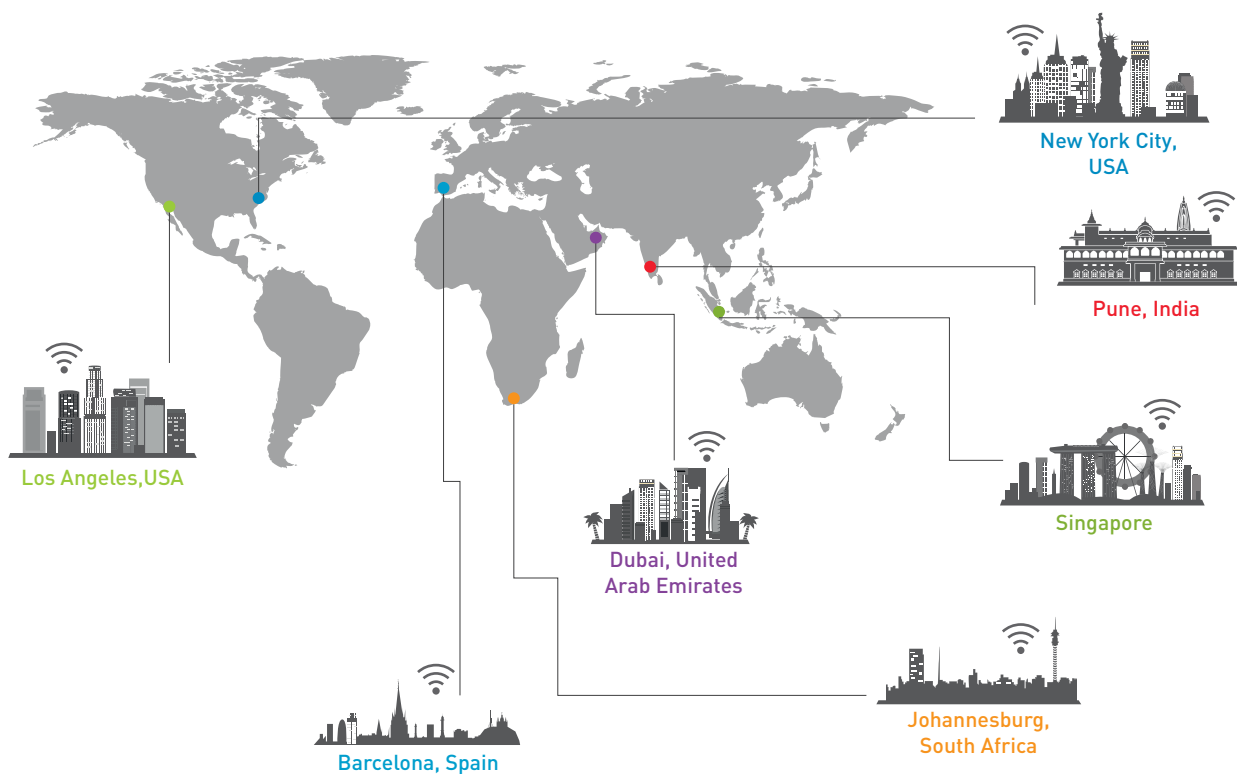 New York City,
USA
Pune, India
Los Angeles,USA
Singapore
Dubai, United
Arab Emirates
Johannesburg,
South Africa
Barcelona, Spain